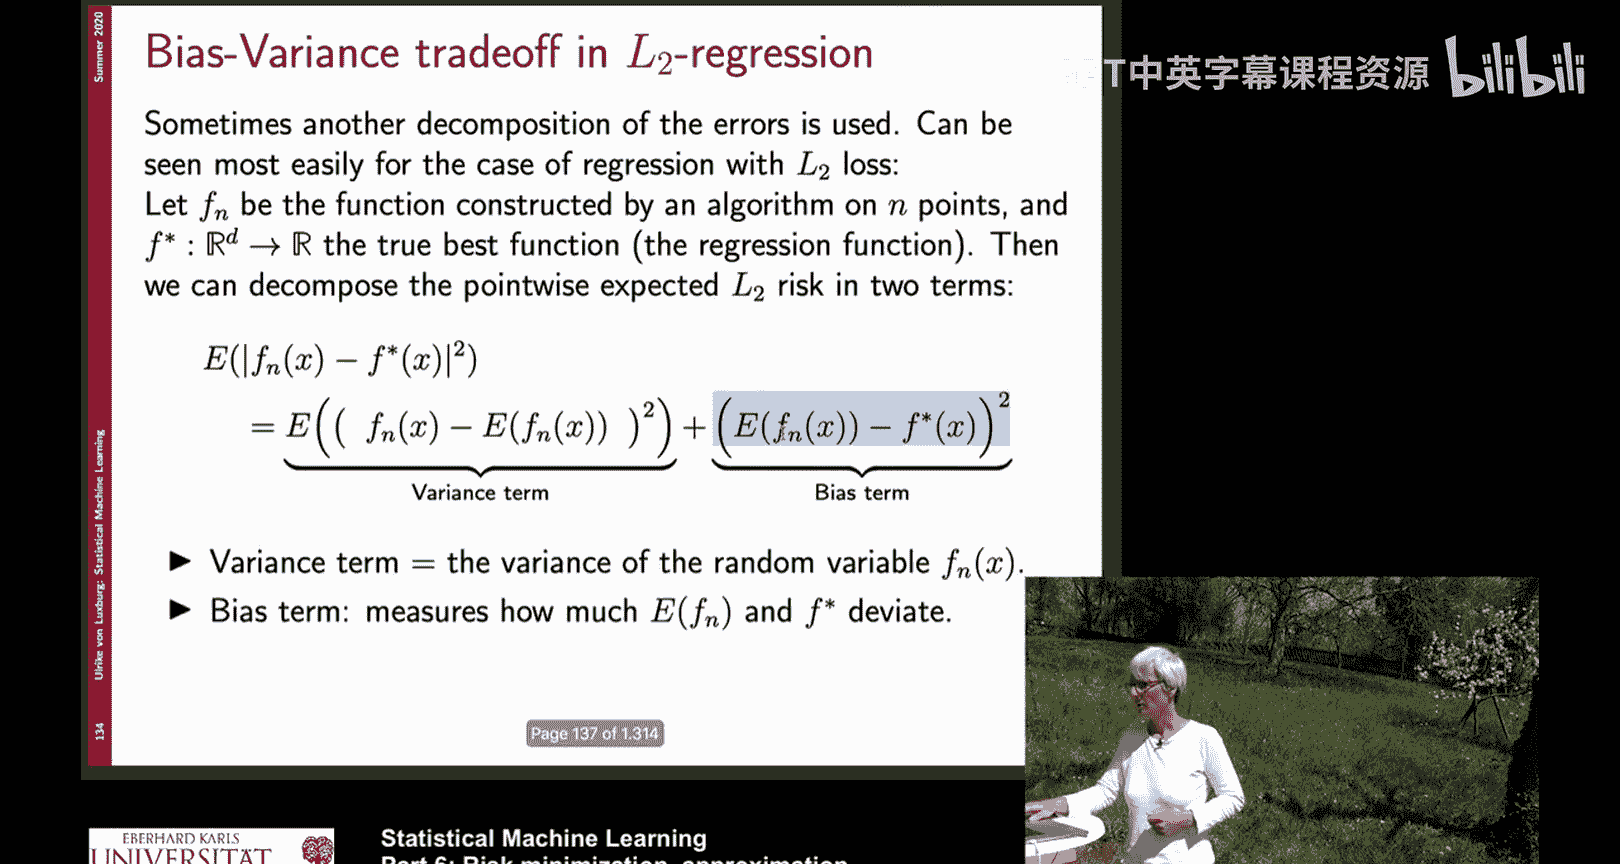 Summer 2020
Bias-Variance tradeoff in L₂-regression
T中英字幕课程资源 bilibili
Sometimes another decomposition of the errors is used. Can be
seen most easily for the case of regression with L₂ loss:
Let fₙ be the function constructed by an algorithm on n points, and
f* : ℝᵈ → ℝ the true best function (the regression function). Then
we can decompose the pointwise expected L₂ risk in two terms:
E(|fₙ(x) − f*(x)|²)
= E(( fₙ(x) − E(fₙ(x)) )²) + (E(fₙ(x)) − f*(x))²
Variance term
Bias term
► Variance term = the variance of the random variable fₙ(x).
► Bias term: measures how much E(fₙ) and f* deviate.
Ulrike von Luxburg: Statistical Machine Learning
134
Page 137 of 1.314
EBERHARD KARLS
UNIVERSITÄT
Statistical Machine Learning
Part 6: Risk minimization, approximation